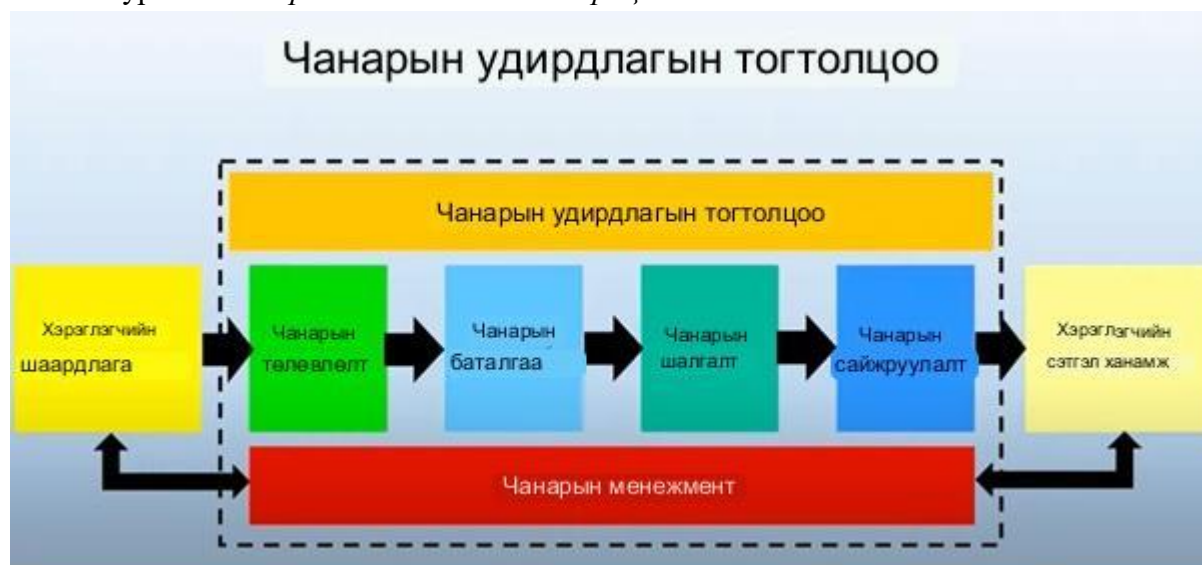 Чанарын удирдлагын тогтолцоо
Чанарын удирдлагын тогтолцоо
Хэрэглэгчийн
шаардлага
Чанарын
төлөвлөлт
Чанарын
баталгаа
Чанарын
шалгалт
Чанарын
сайжруулалт
Хэрэглэгчийн
сэтгэл ханамж
Чанарын менежмент